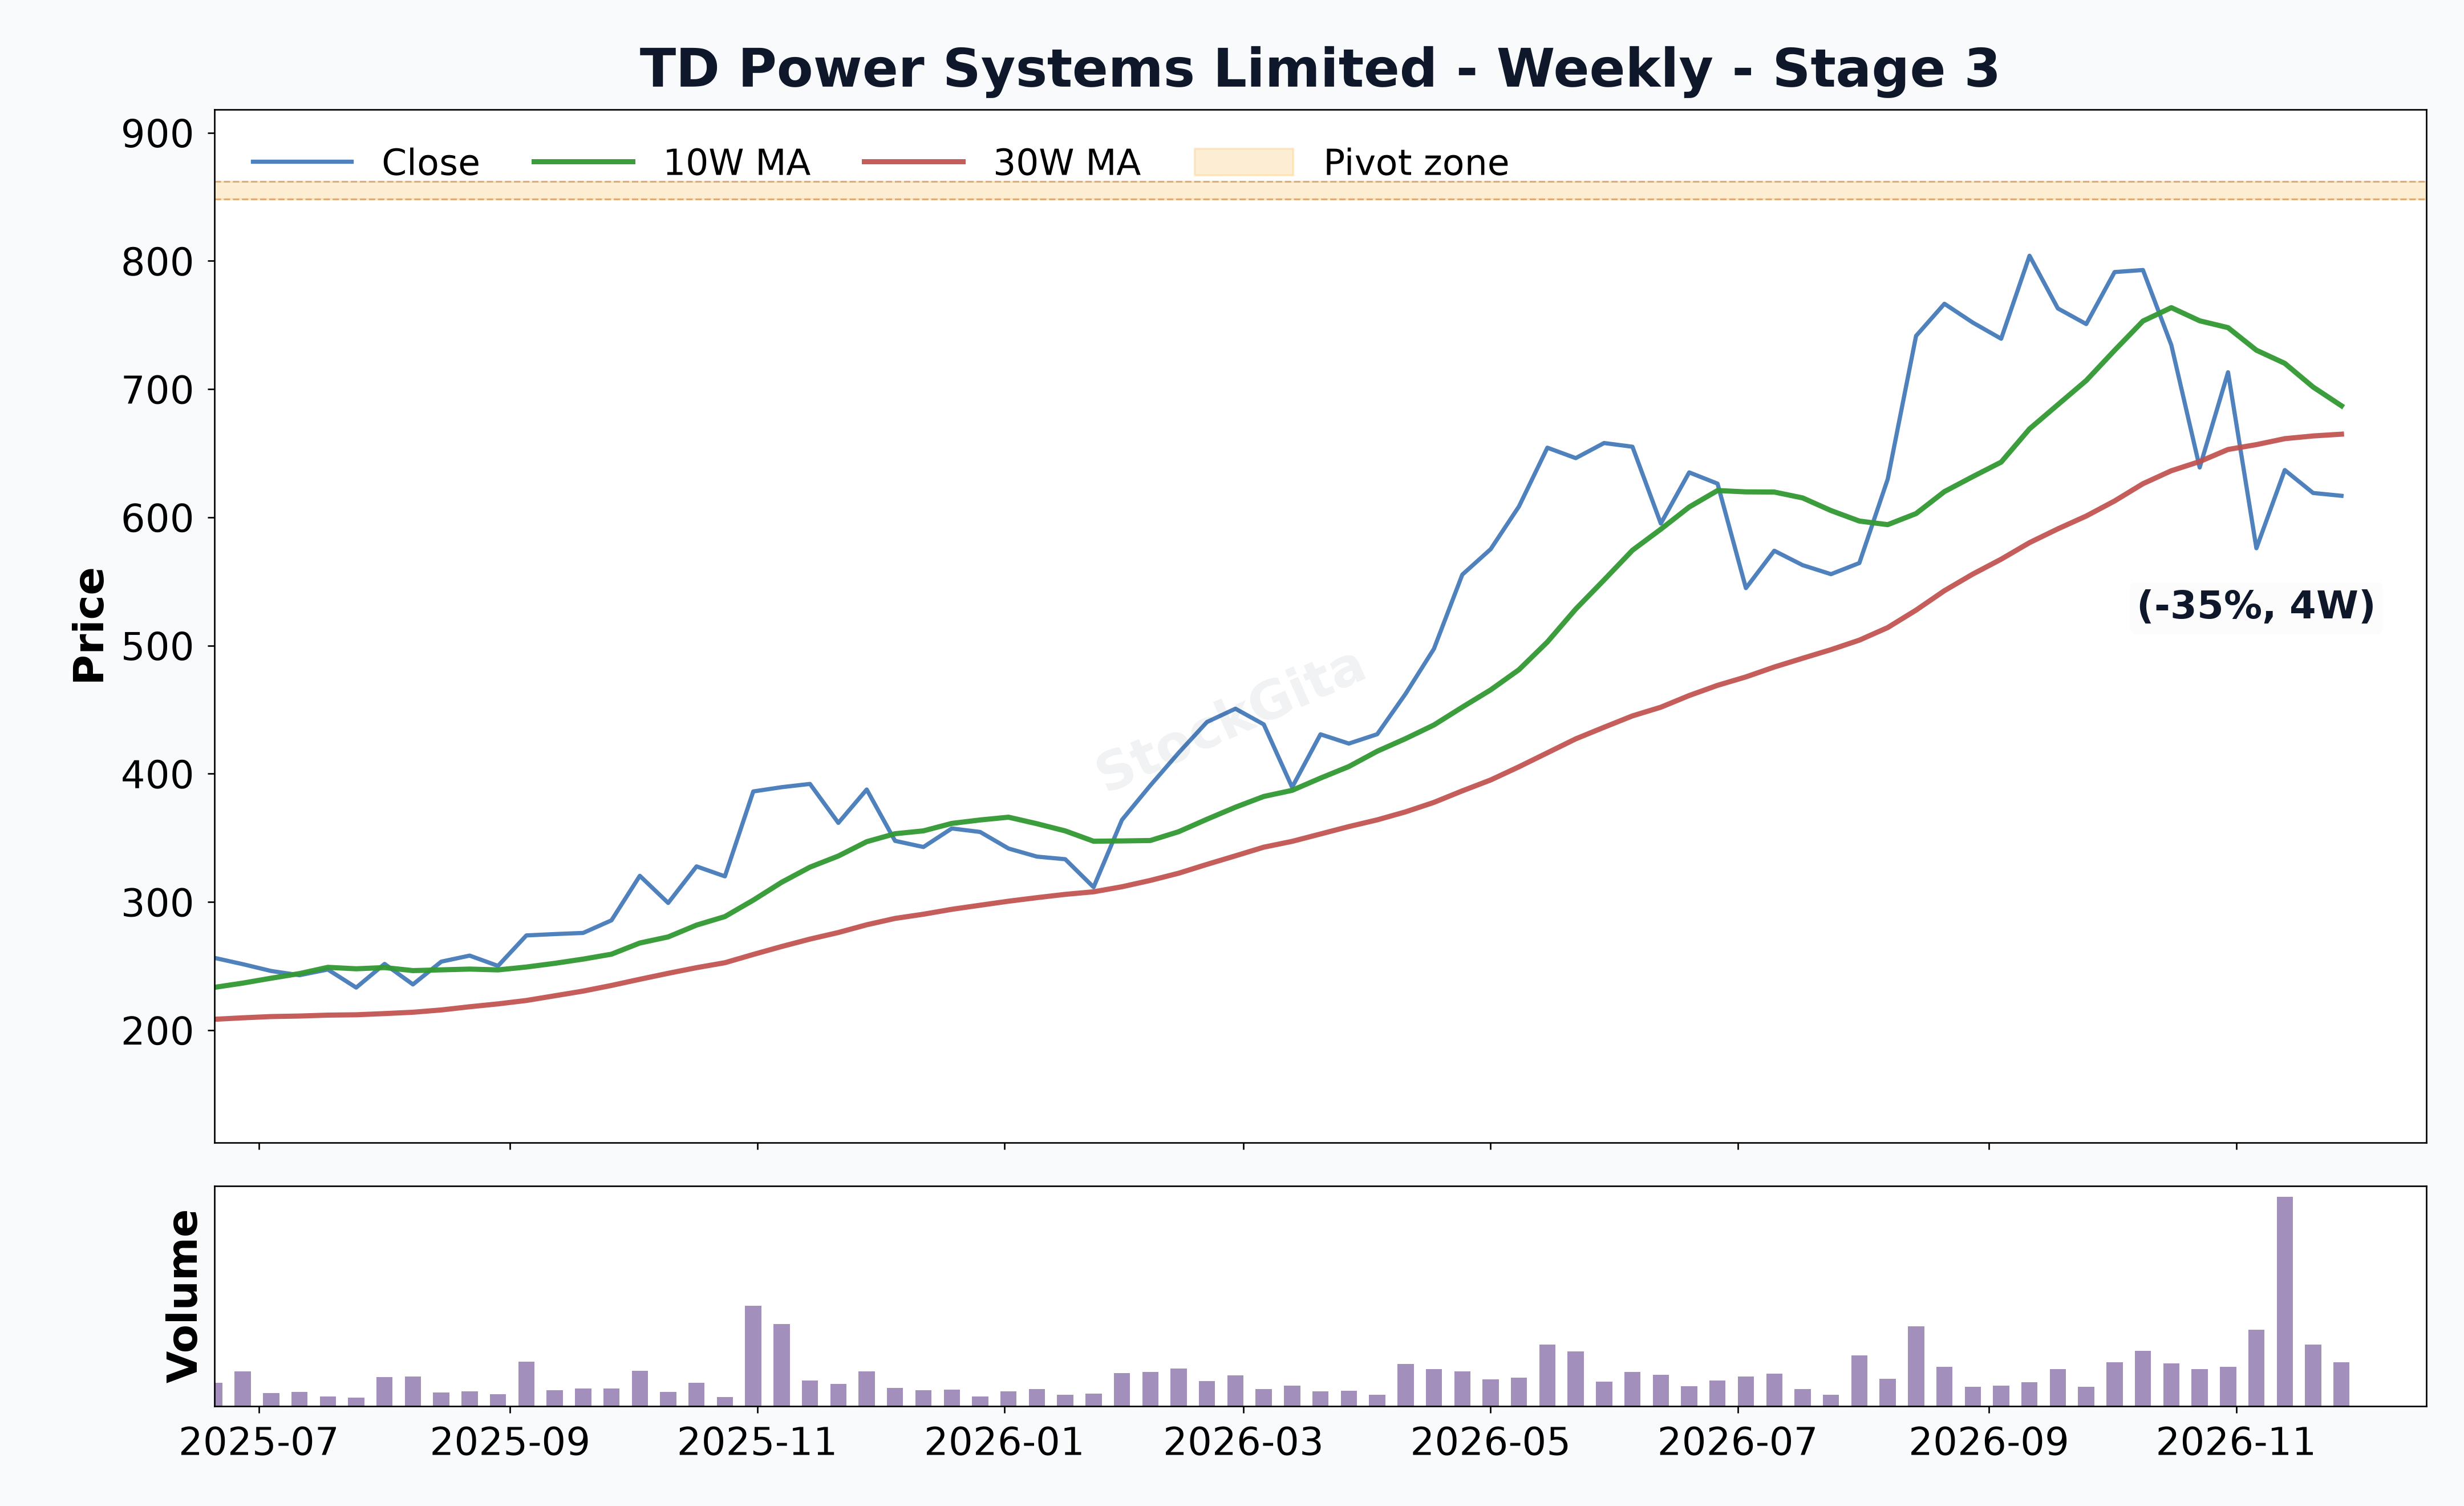 TD Power Systems Limited - Weekly - Stage 3
Close 10W MA 30W MA Pivot zone
900
800
700
600
500
400
300
200
Price
(-35%, 4W)
StockGita
Volume
2025-07 2025-09 2025-11 2026-01 2026-03 2026-05 2026-07 2026-09 2026-11